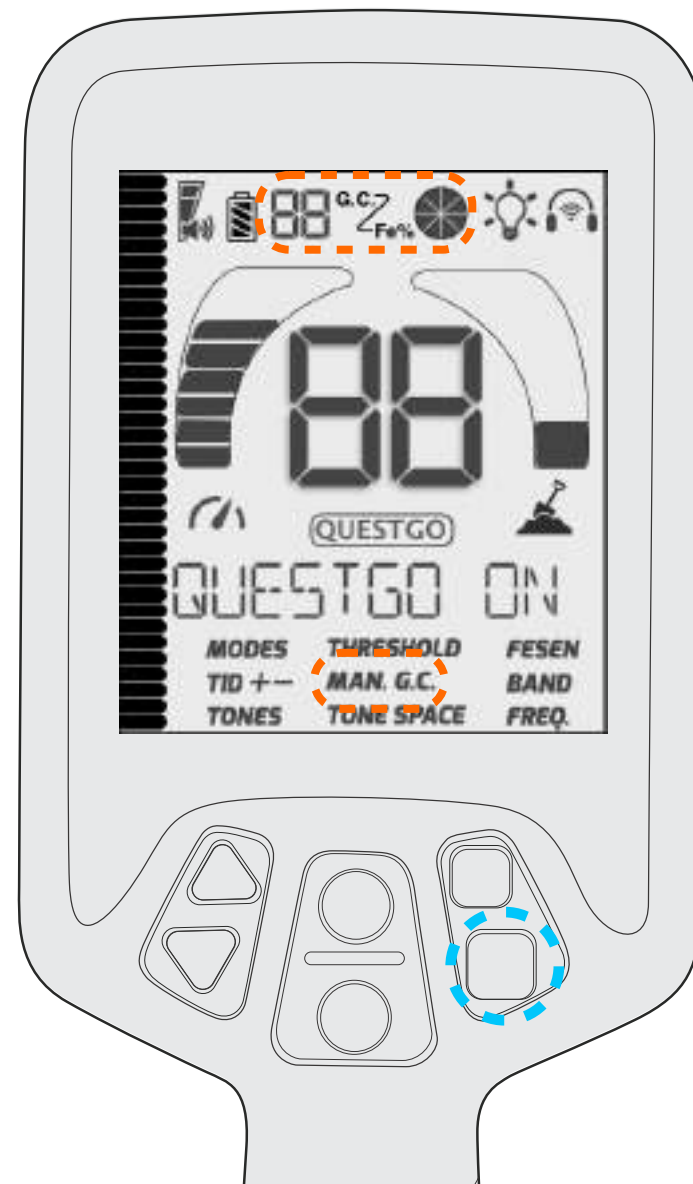 88 G.C. Fe%
88
QUESTGO
QUESTGO ON
MODES THRESHOLD FESEN
TID +− MAN. G.C. BAND
TONES TONE SPACE FREQ.